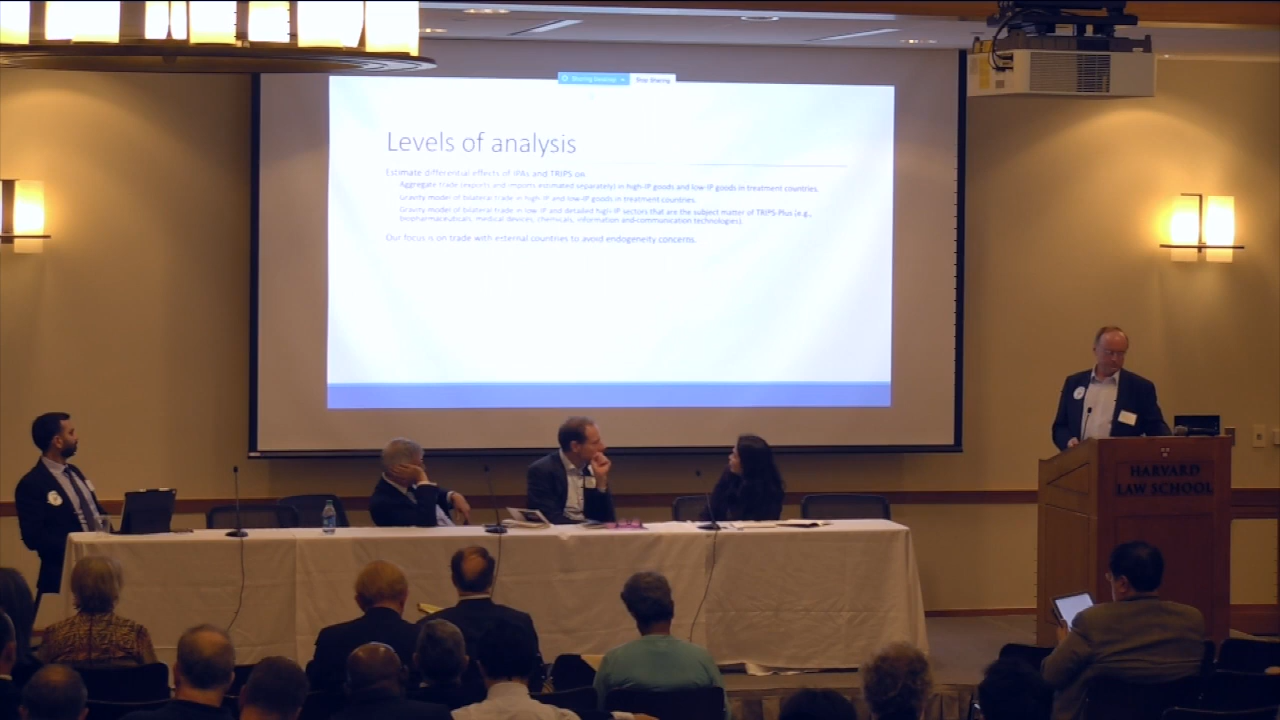 Sharing Desktop
Stop Sharing
Levels of analysis
Estimate differential effects of IPAs and TRIPS on
Aggregate trade (exports and imports estimated separately) in high-IP goods and low-IP goods in treatment countries.
Gravity model of bilateral trade in high-IP and low-IP goods in treatment countries.
Gravity model of bilateral trade in low-IP and detailed high-IP sectors that are the subject matter of TRIPS-Plus (e.g.,
biopharmaceuticals, medical devices, chemicals, information and communication technologies).
Our focus is on trade with external countries to avoid endogeneity concerns.
HARVARD
LAW SCHOOL